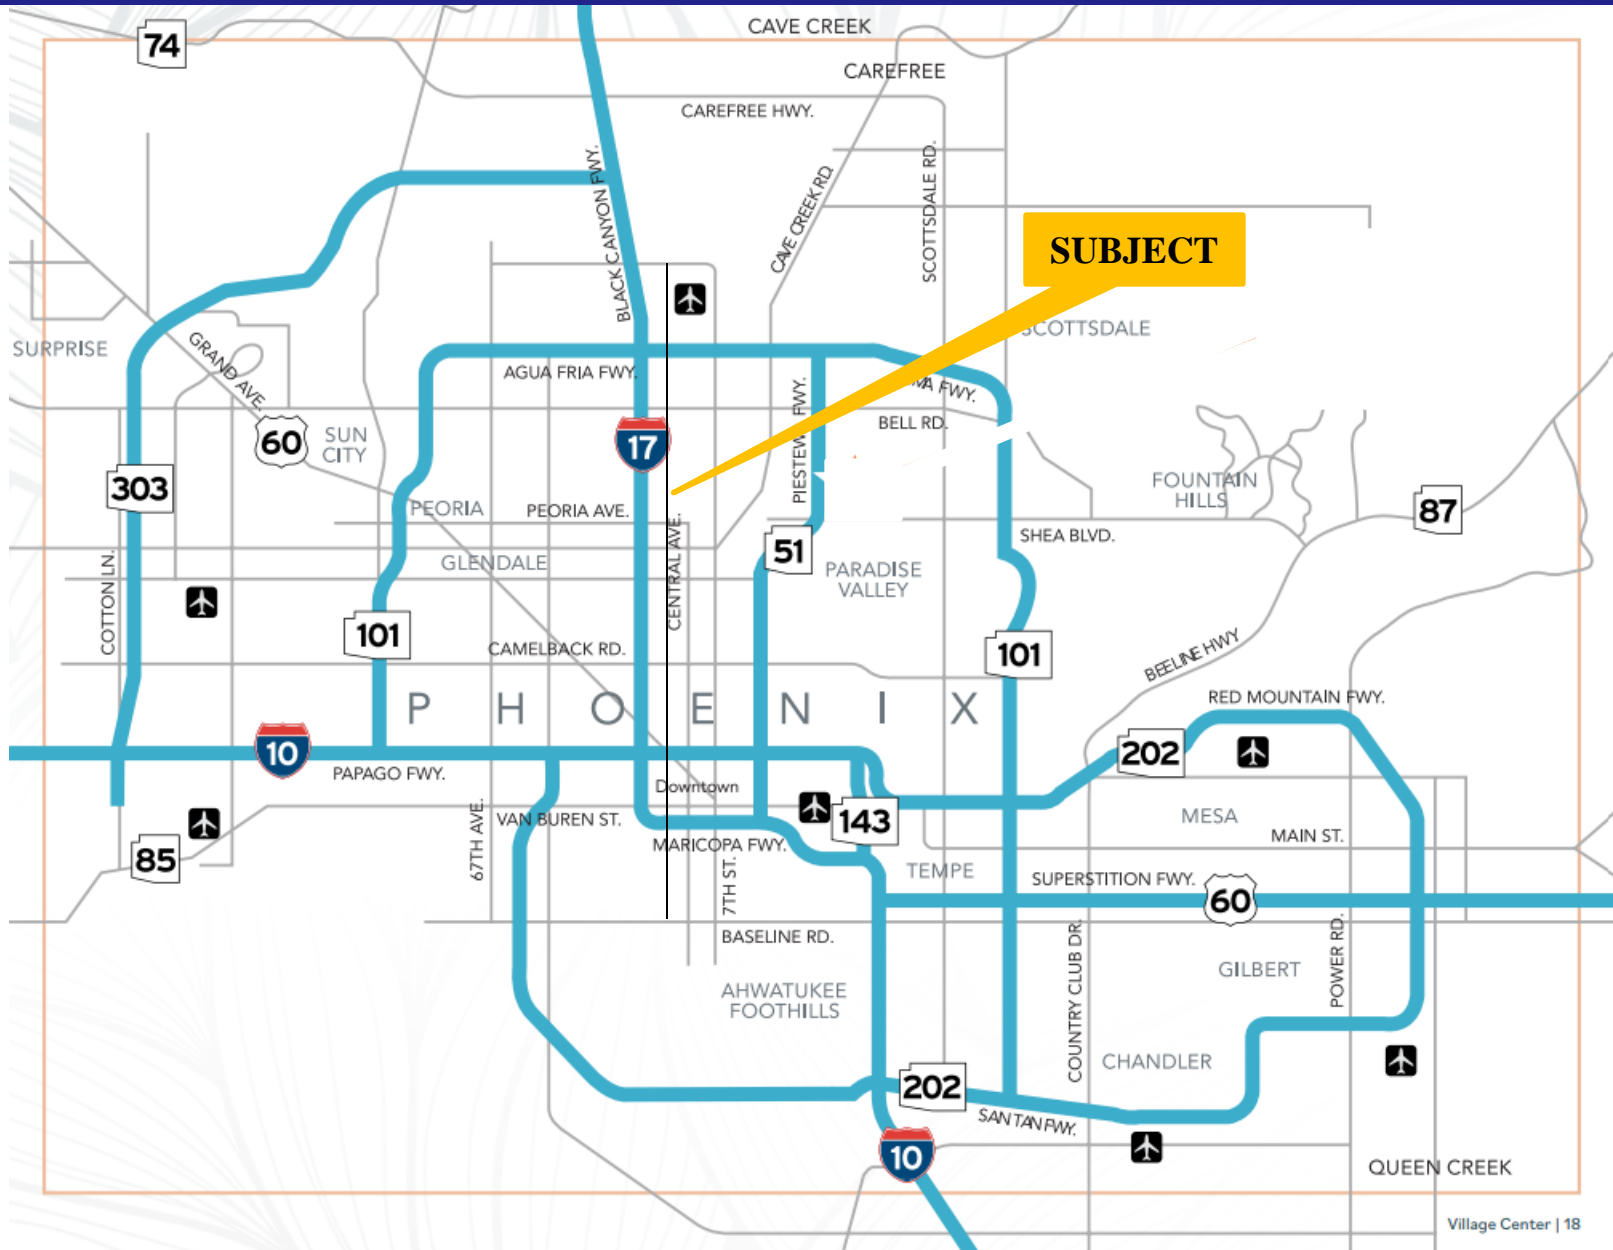 CAVE CREEK
74
CAREFREE
CAREFREE HWY.
BLACK CANYON FWY.
CAVE CREEK RD.
SCOTTSDALE RD.
SUBJECT
SCOTTSDALE
SURPRISE
GRAND AVE.
AGUA FRIA FWY.
PIESTEWA FWY.
MA FWY.
BELL RD.
60
SUN
CITY
17
303
PEORIA
PEORIA AVE.
FOUNTAIN
HILLS
87
SHEA BLVD.
51
GLENDALE
PARADISE
VALLEY
COTTON LN.
CENTRAL AVE.
101
CAMELBACK RD.
101
BEELINE HWY
PHOENIX
RED MOUNTAIN FWY.
10
PAPAGO FWY.
202
Downtown
67TH AVE.
VAN BUREN ST.
143
MESA
MAIN ST.
85
MARICOPA FWY.
7TH ST.
TEMPE
SUPERSTITION FWY.
60
BASELINE RD.
COUNTRY CLUB DR.
POWER RD.
GILBERT
AHWATUKEE
FOOTHILLS
CHANDLER
202
SAN TAN FWY.
10
QUEEN CREEK
Village Center | 18